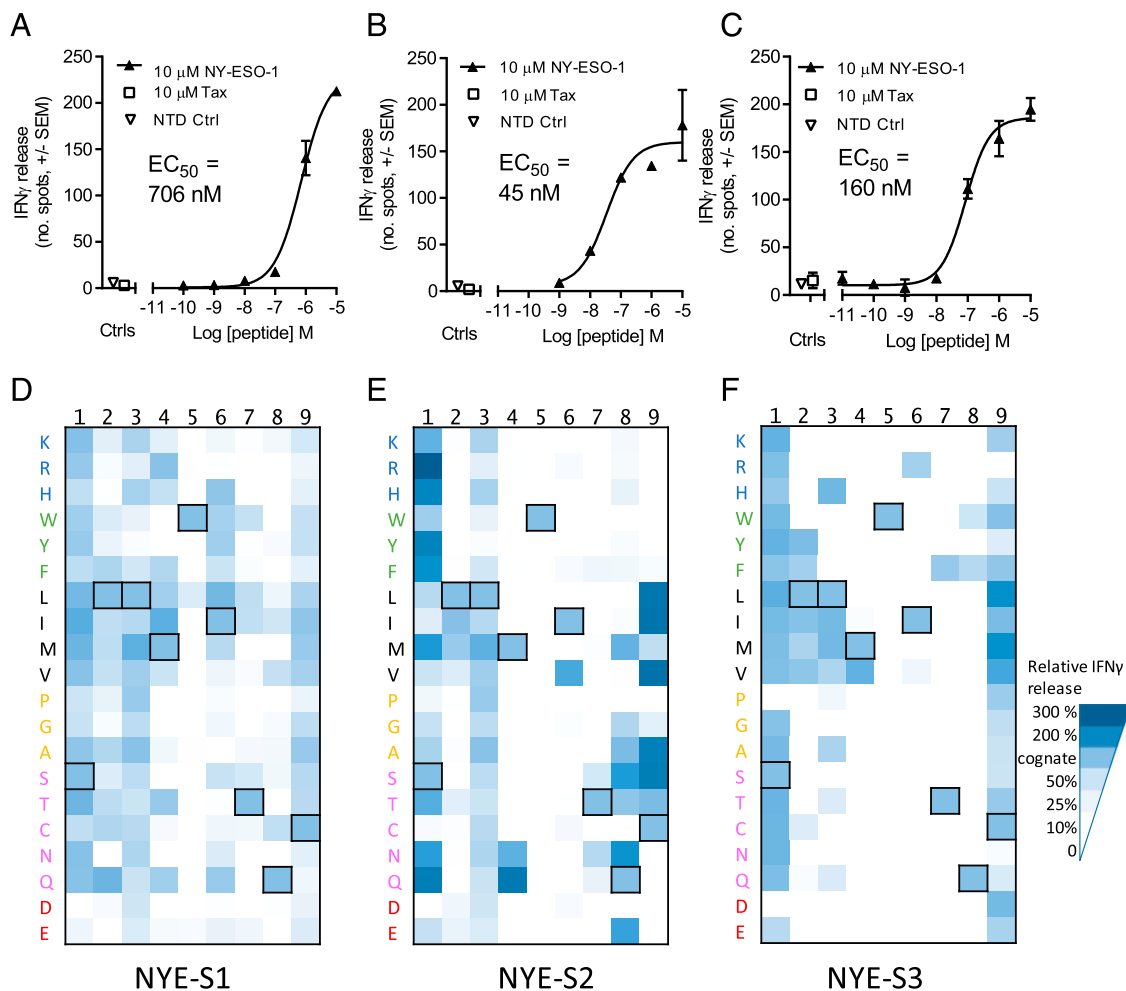 A
IFNγ release
(no. spots, +/- SEM)
250
200
150
100
50
0
10 μM NY-ESO-1
10 μM Tax
NTD Ctrl
EC50 =
706 nM
Ctrls
-11 -10 -9 -8 -7 -6 -5
Log [peptide] M
B
IFNγ release
(no. spots, +/- SEM)
250
200
150
100
50
0
10 μM NY-ESO-1
10 μM Tax
NTD Ctrl
EC50 =
45 nM
Ctrls
-11 -10 -9 -8 -7 -6 -5
Log [peptide] M
C
IFNγ release
(no. spots, +/- SEM)
250
200
150
100
50
0
10 μM NY-ESO-1
10 μM Tax
NTD Ctrl
EC50 =
160 nM
Ctrls
-11 -10 -9 -8 -7 -6 -5
Log [peptide] M
D
1 2 3 4 5 6 7 8 9
K
R
H
W
Y
F
L
I
M
V
P
G
A
S
T
C
N
Q
D
E
NYE-S1
E
1 2 3 4 5 6 7 8 9
K
R
H
W
Y
F
L
I
M
V
P
G
A
S
T
C
N
Q
D
E
NYE-S2
F
1 2 3 4 5 6 7 8 9
K
R
H
W
Y
F
L
I
M
V
P
G
A
S
T
C
N
Q
D
E
NYE-S3
Relative IFNγ
release
300 %
200 %
cognate
50%
25%
10%
0